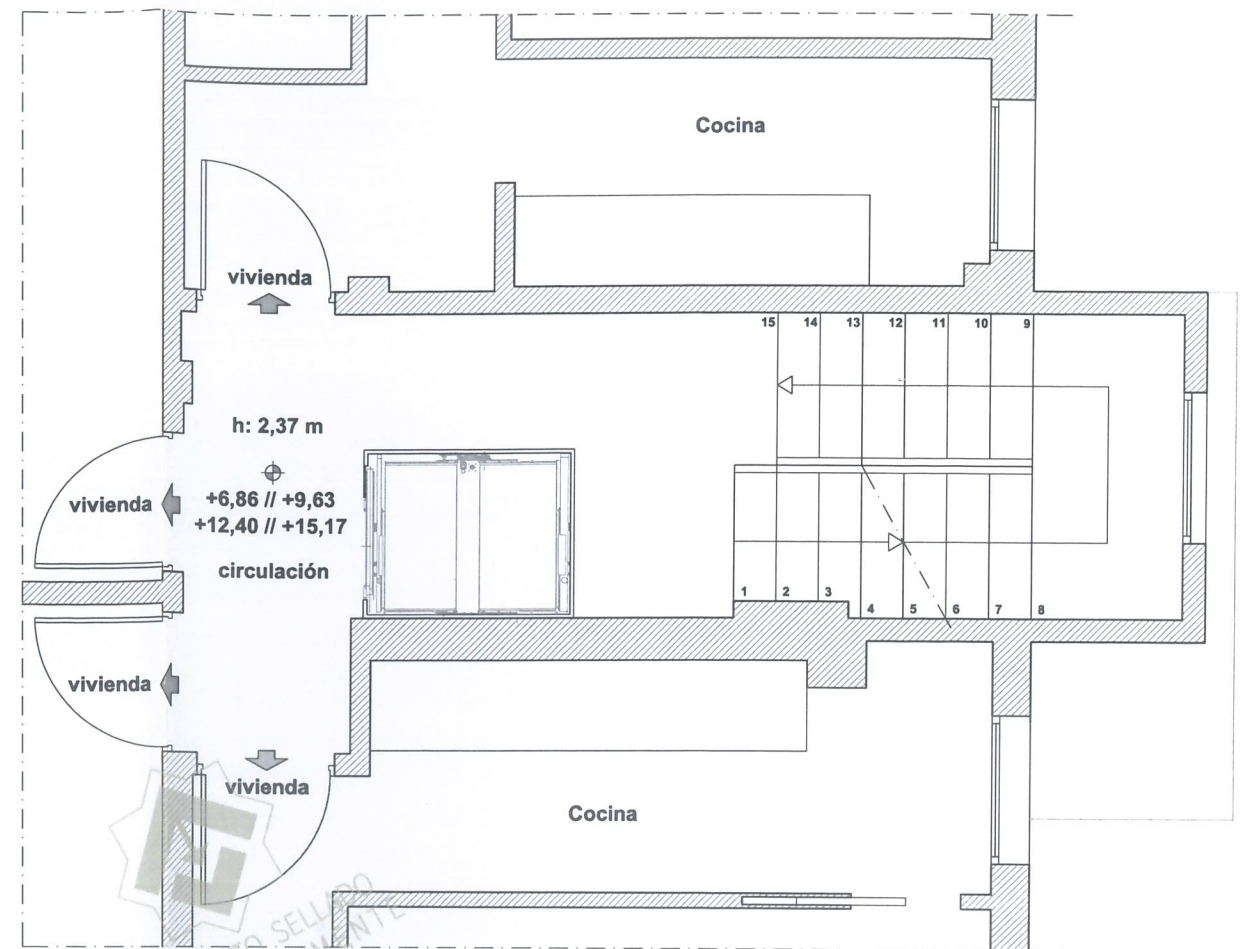 Cocina
vivienda
15 14 13 12 11 10 9
h: 2,37 m
vivienda
+6,86 // +9,63
+12,40 // +15,17
circulación
1 2 3 4 5 6 7 8
vivienda
vivienda
Cocina
SELLADO